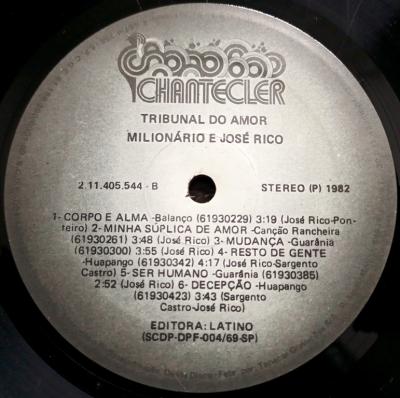 CHANTECLER
TRIBUNAL DO AMOR
MILIONÁRIO E JOSÉ RICO
2.11.405.544 - B
STEREO (P) 1982
1- CORPO E ALMA -Balanço (61930229) 3:19 (José Rico-Pon-
teiro) 2- MINHA SÚPLICA DE AMOR -Canção Rancheira
(61930261) 3:48 (José Rico) 3- MUDANÇA -Guarânia
(61930300) 3:55 (José Rico) 4- RESTO DE GENTE
-Huapango (61930342) 4:17 (José Rico-Sargento
Castro) 5- SER HUMANO -Guarânia (61930385)
2:52 (José Rico) 6- DECEPÇÃO -Huapango
(61930423) 3:43 (Sargento
Castro-José Rico)
EDITORA: LATINO
(SCDP-DPF-004/69-SP)